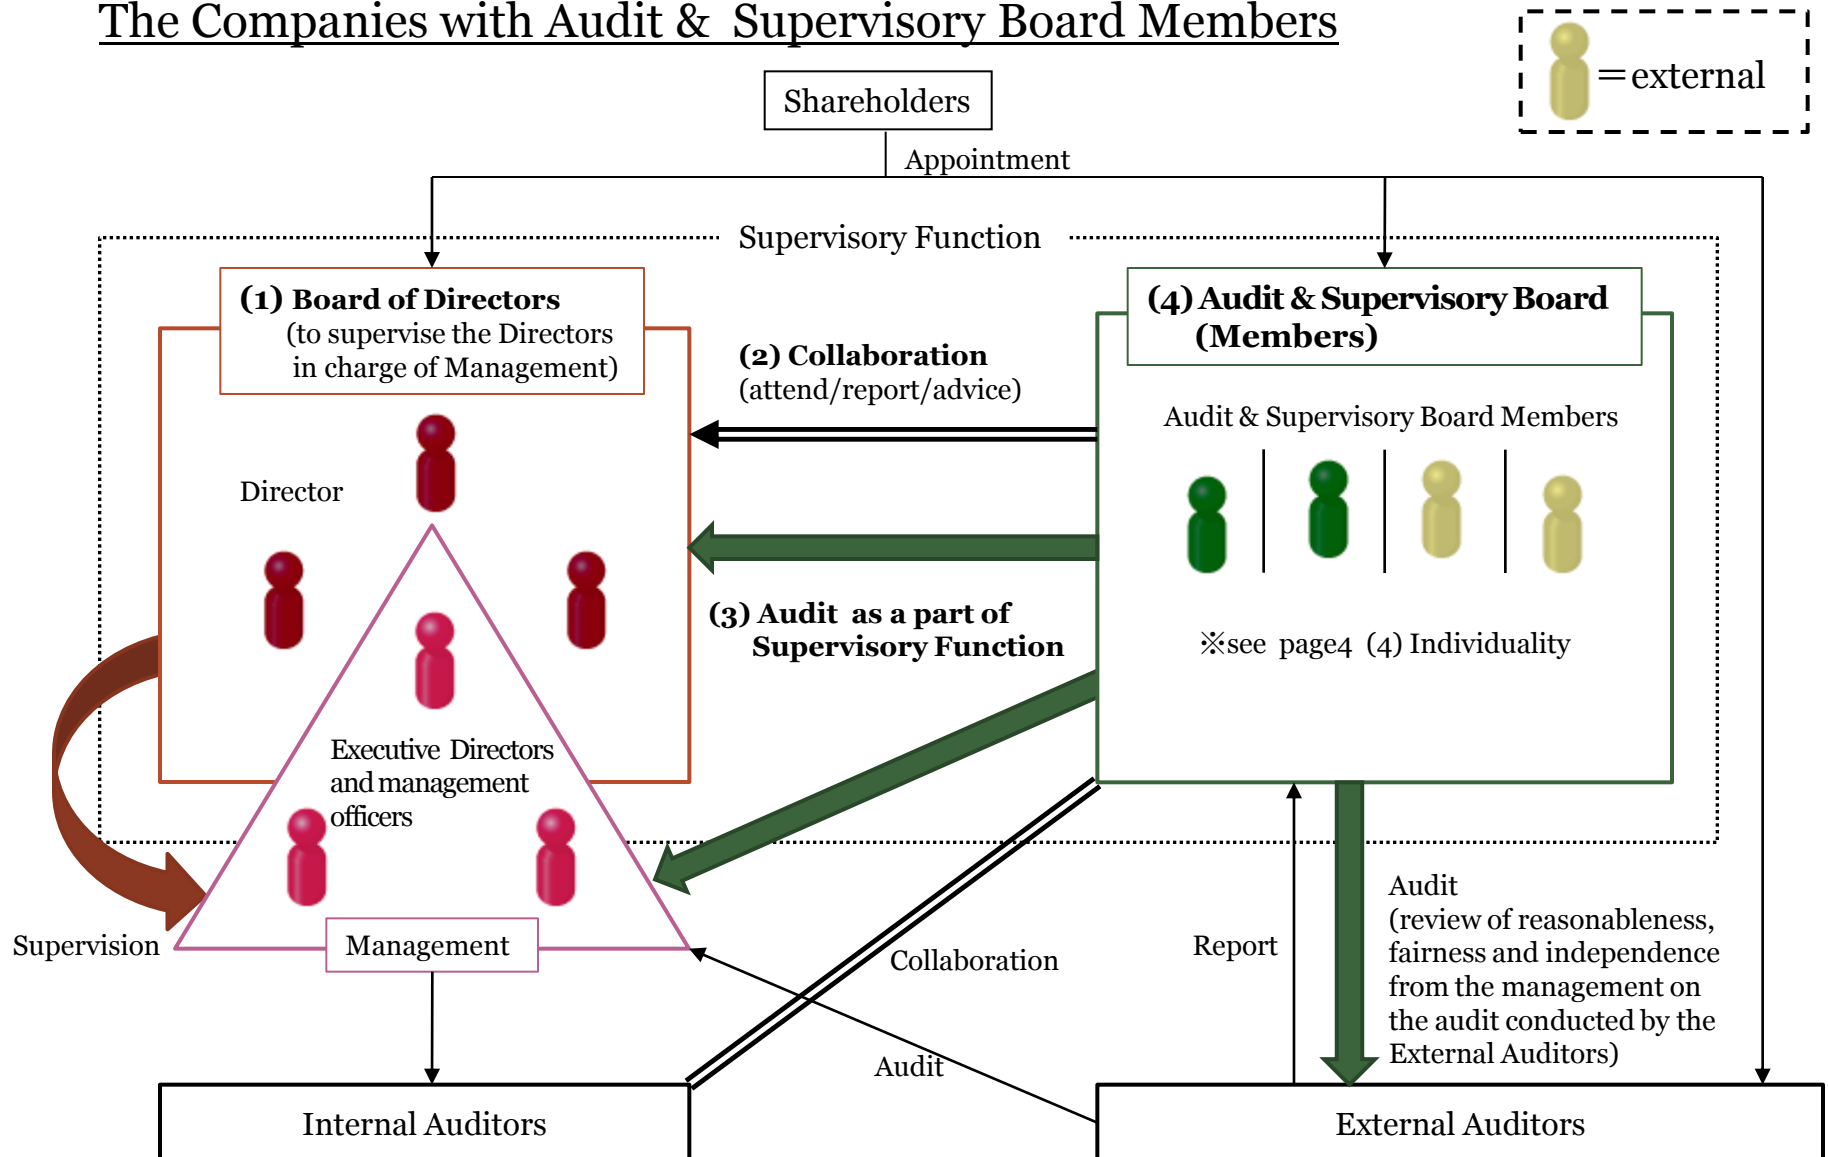 The Companies with Audit & Supervisory Board Members
=external
Shareholders
Appointment
Supervisory Function
(1) Board of Directors
(to supervise the Directors
in charge of Management)
(2) Collaboration
(attend/report/advice)
(4) Audit & Supervisory Board
(Members)
Audit & Supervisory Board Members
Director
(3) Audit as a part of
Supervisory Function
※see page4 (4) Individuality
Executive Directors
and management
officers
Supervision
Management
Collaboration
Report
Audit
(review of reasonableness,
fairness and independence
from the management on
the audit conducted by the
External Auditors)
Audit
Internal Auditors
External Auditors